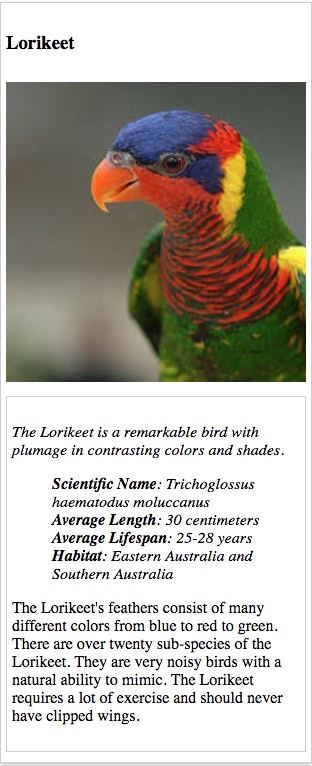 Lorikeet
The Lorikeet is a remarkable bird with
plumage in contrasting colors and shades.
Scientific Name: Trichoglossus
haematodus moluccanus
Average Length: 30 centimeters
Average Lifespan: 25-28 years
Habitat: Eastern Australia and
Southern Australia
The Lorikeet's feathers consist of many
different colors from blue to red to green.
There are over twenty sub-species of the
Lorikeet. They are very noisy birds with a
natural ability to mimic. The Lorikeet
requires a lot of exercise and should never
have clipped wings.